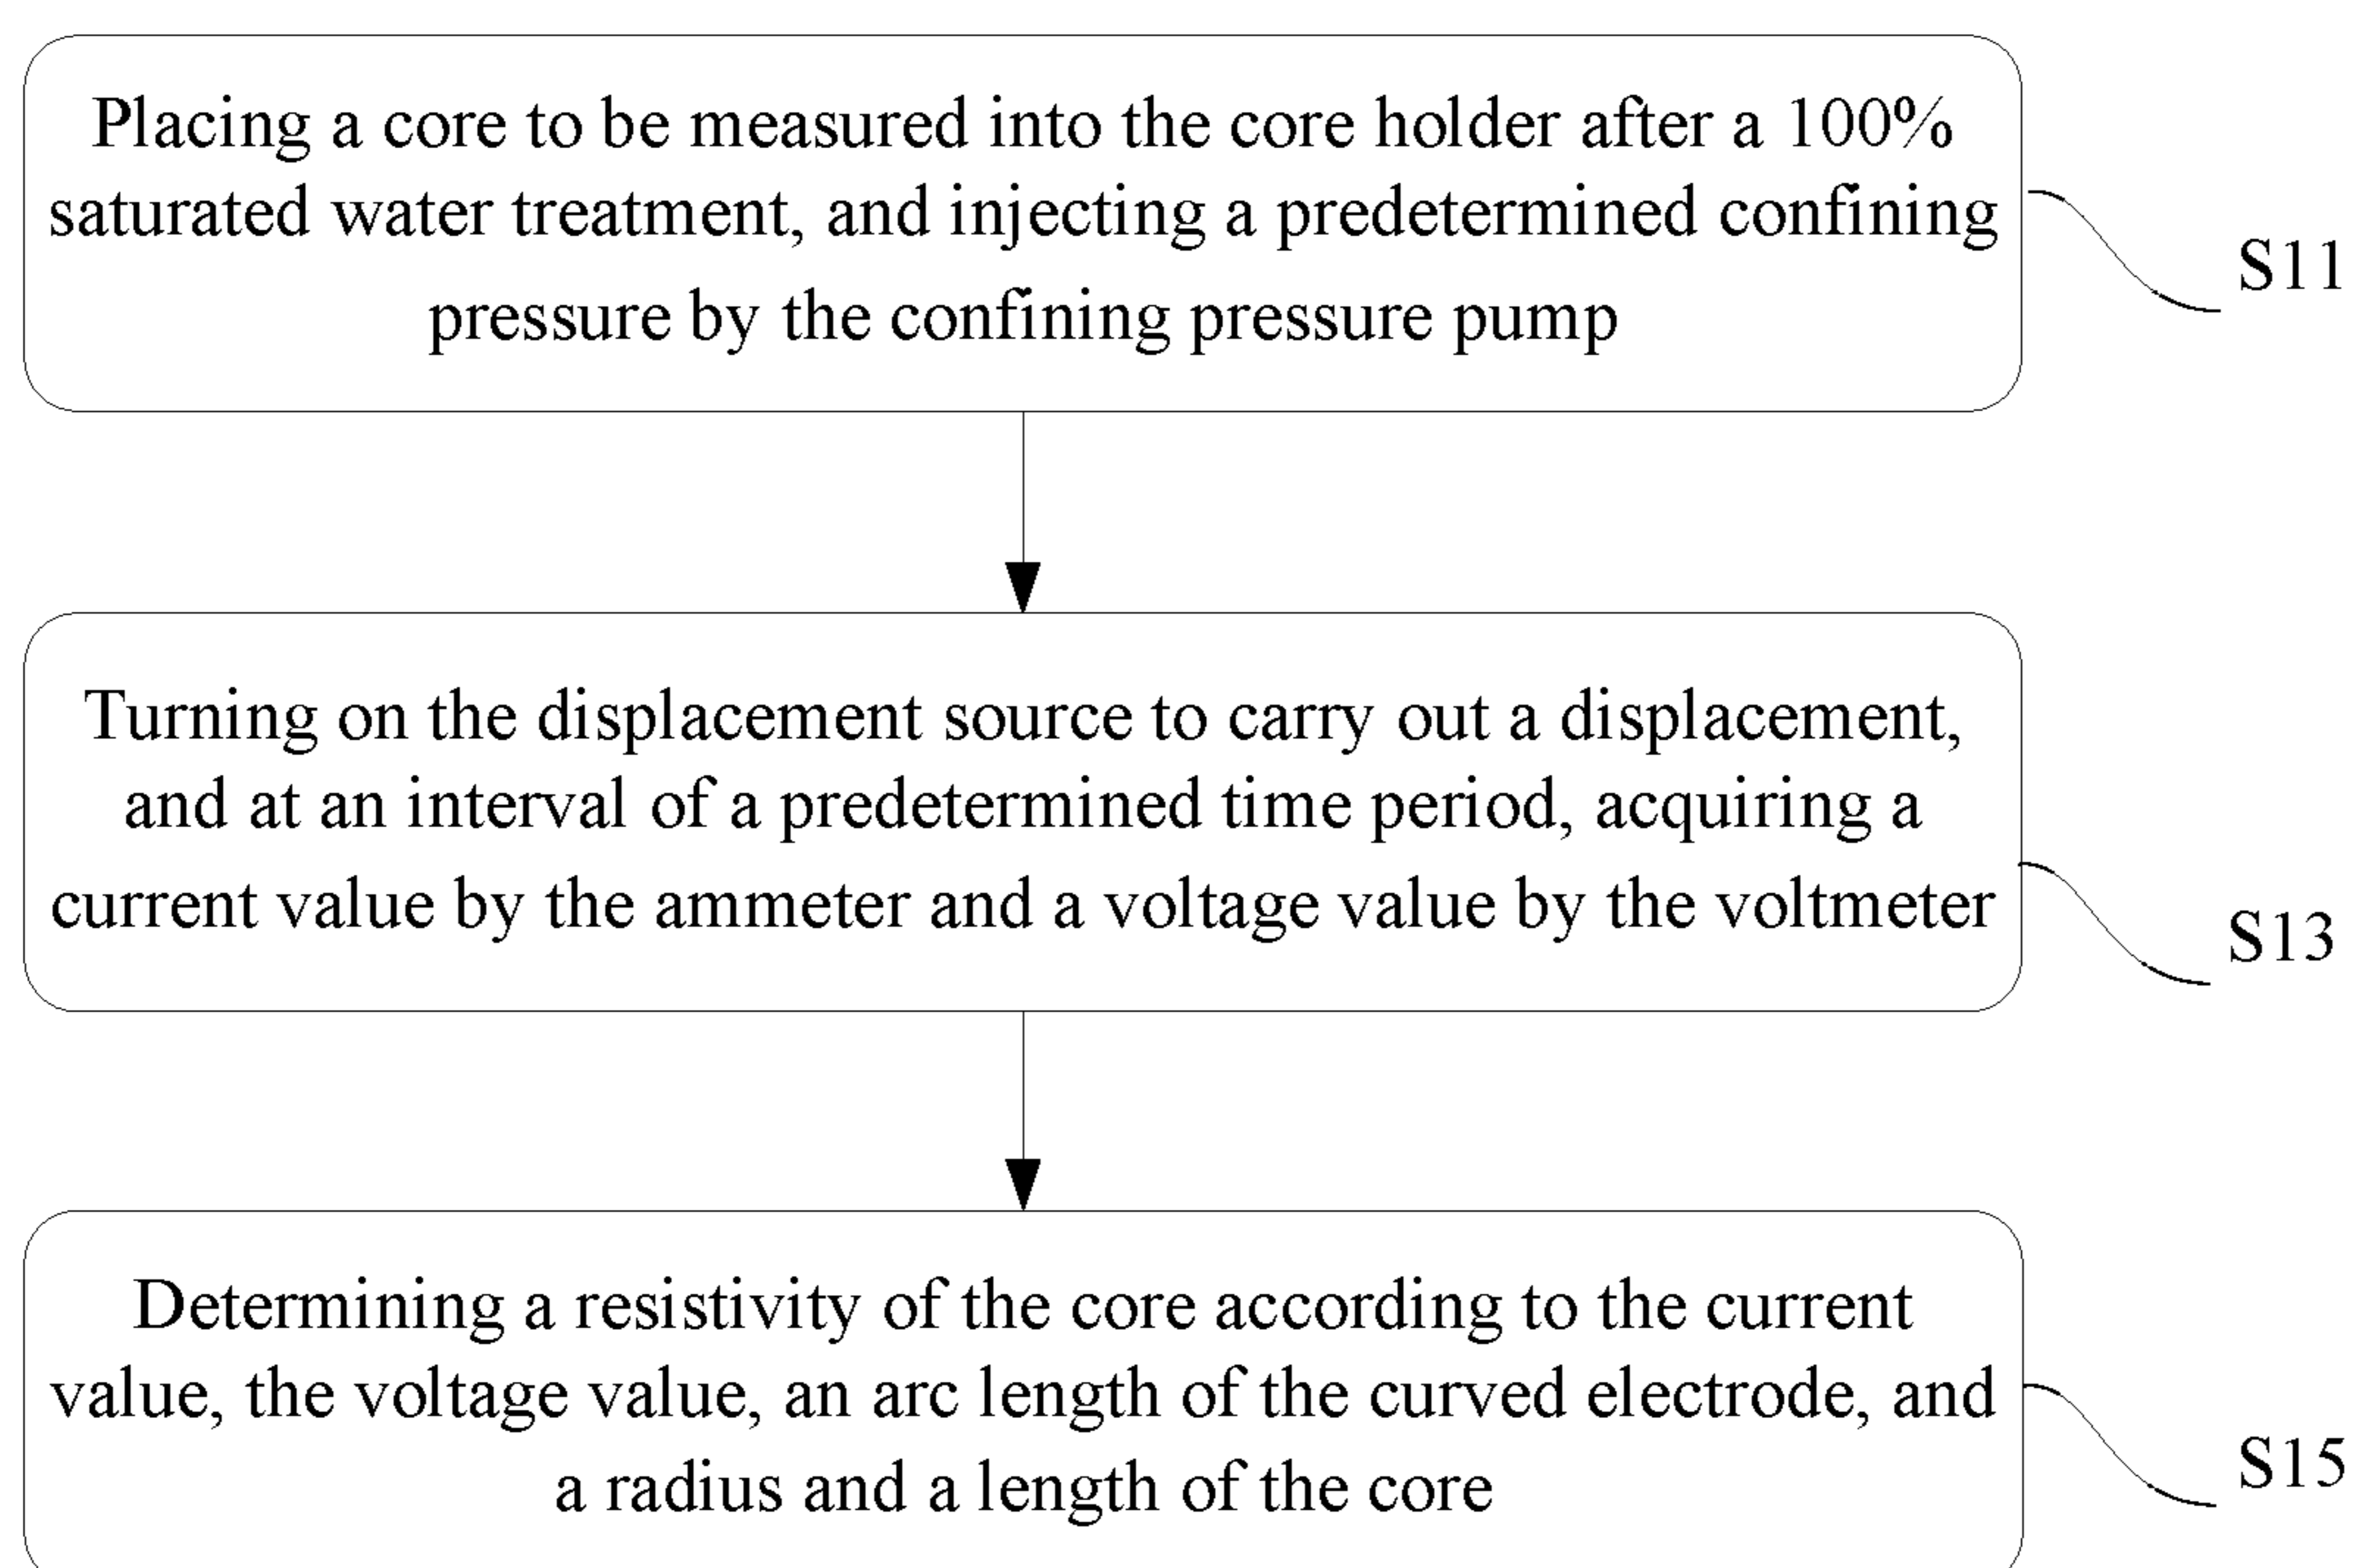 Placing a core to be measured into the core holder after a 100%
saturated water treatment, and injecting a predetermined confining
pressure by the confining pressure pump
S11
Turning on the displacement source to carry out a displacement,
and at an interval of a predetermined time period, acquiring a
current value by the ammeter and a voltage value by the voltmeter
S13
Determining a resistivity of the core according to the current
value, the voltage value, an arc length of the curved electrode, and
a radius and a length of the core
S15